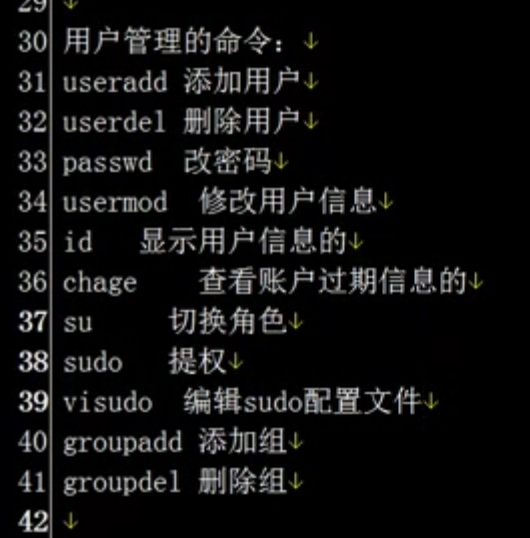 29
30 用户管理的命令：↓
31 useradd 添加用户↓
32 userdel 删除用户↓
33 passwd  改密码↓
34 usermod  修改用户信息↓
35 id   显示用户信息的↓
36 chage    查看账户过期信息的↓
37 su     切换角色↓
38 sudo   提权↓
39 visudo  编辑sudo配置文件↓
40 groupadd 添加组↓
41 groupdel 删除组↓
42 ↓